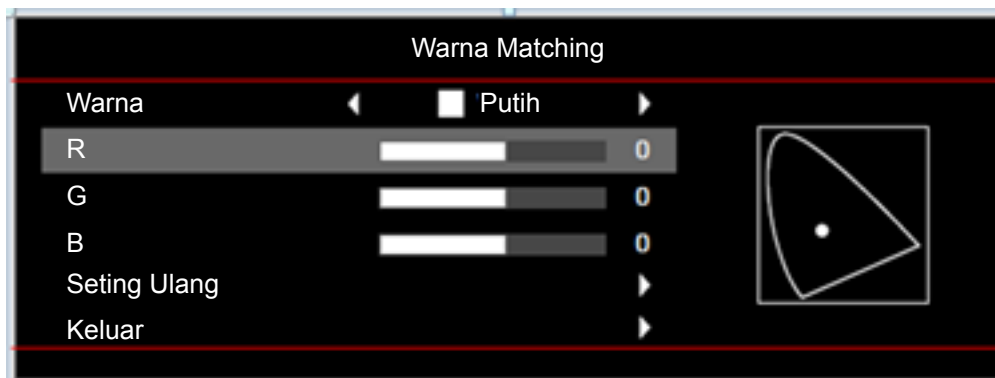 Warna Matching
Warna Putih
R 0
G 0
B 0
Seting Ulang
Keluar